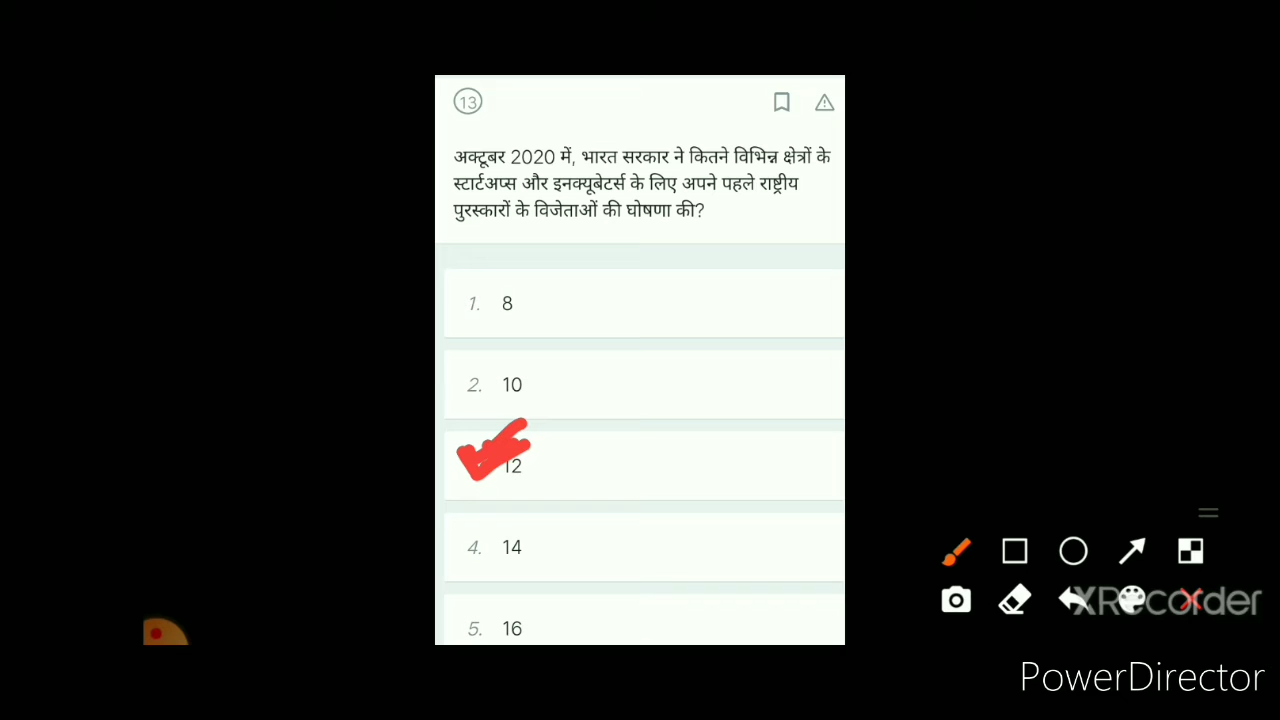 13
अक्टूबर 2020 में, भारत सरकार ने कितने विभिन्न क्षेत्रों के
स्टार्टअप्स और इनक्यूबेटर्स के लिए अपने पहले राष्ट्रीय
पुरस्कारों के विजेताओं की घोषणा की?
1. 8
2. 10
12
4. 14
5. 16
XRecorder
PowerDirector